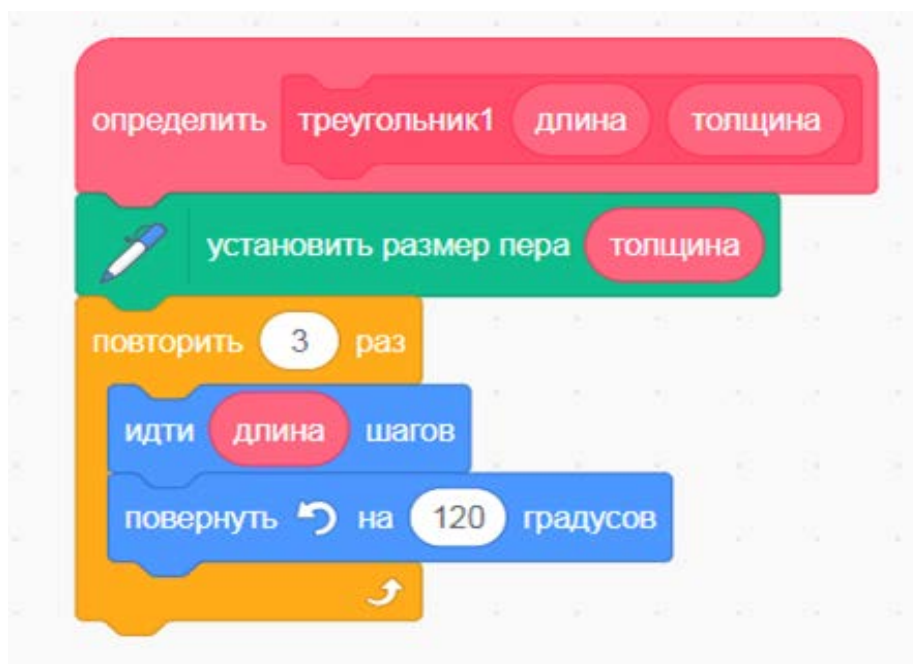 определить треугольник1 длина толщина
установить размер пера толщина
повторить 3 раз
идти длина шагов
повернуть на 120 градусов